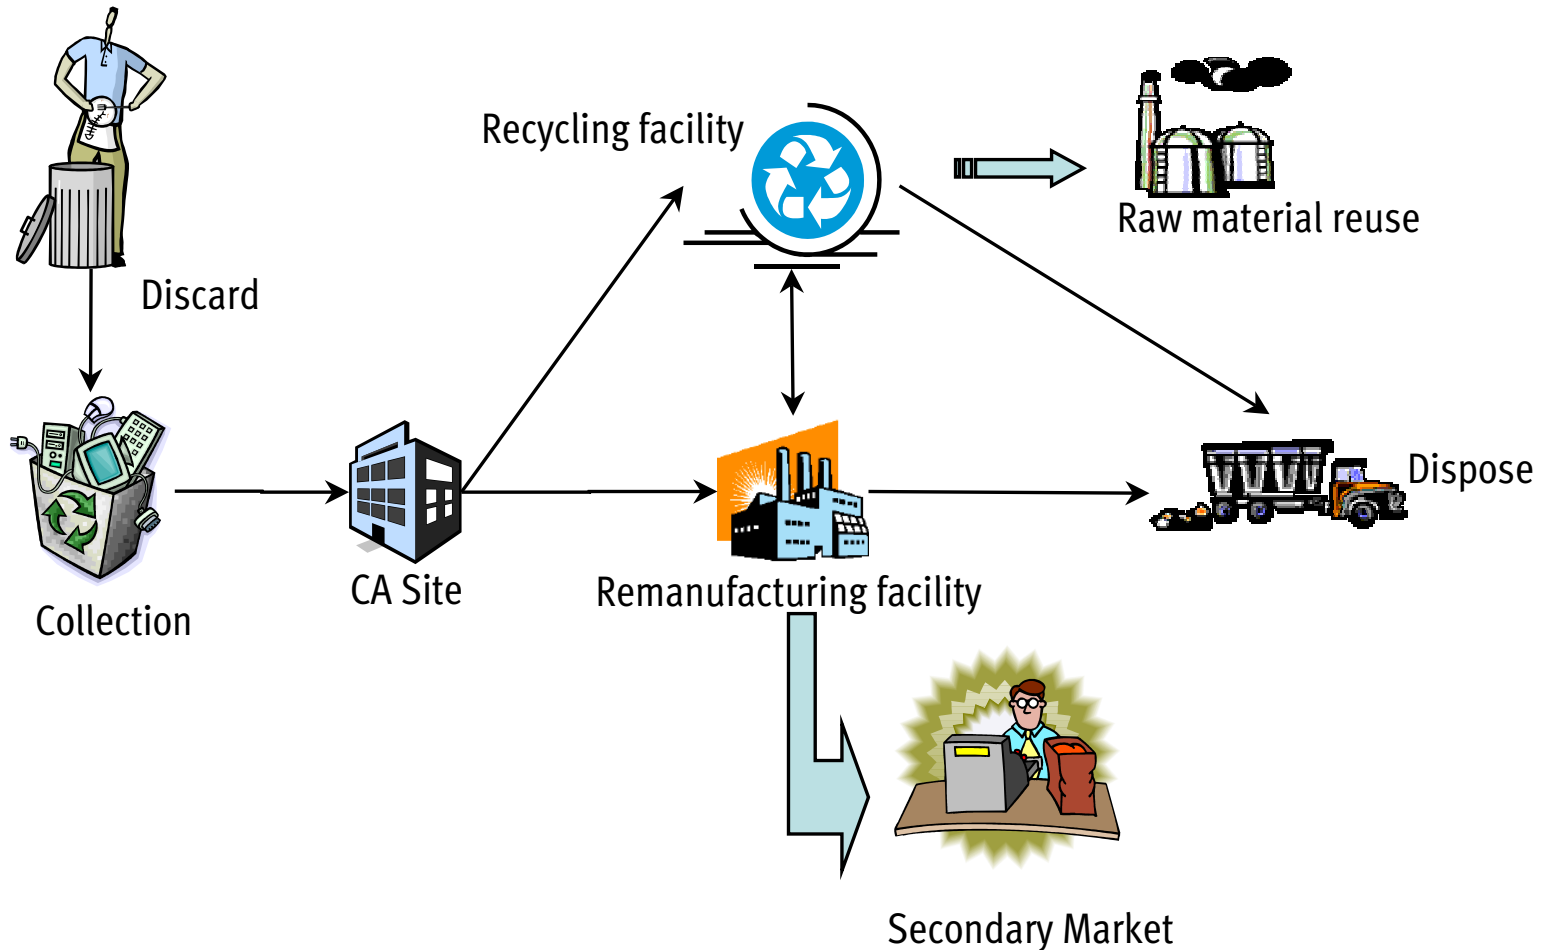 Recycling facility
Raw material reuse
Discard
Dispose
CA Site
Remanufacturing facility
Collection
Secondary Market